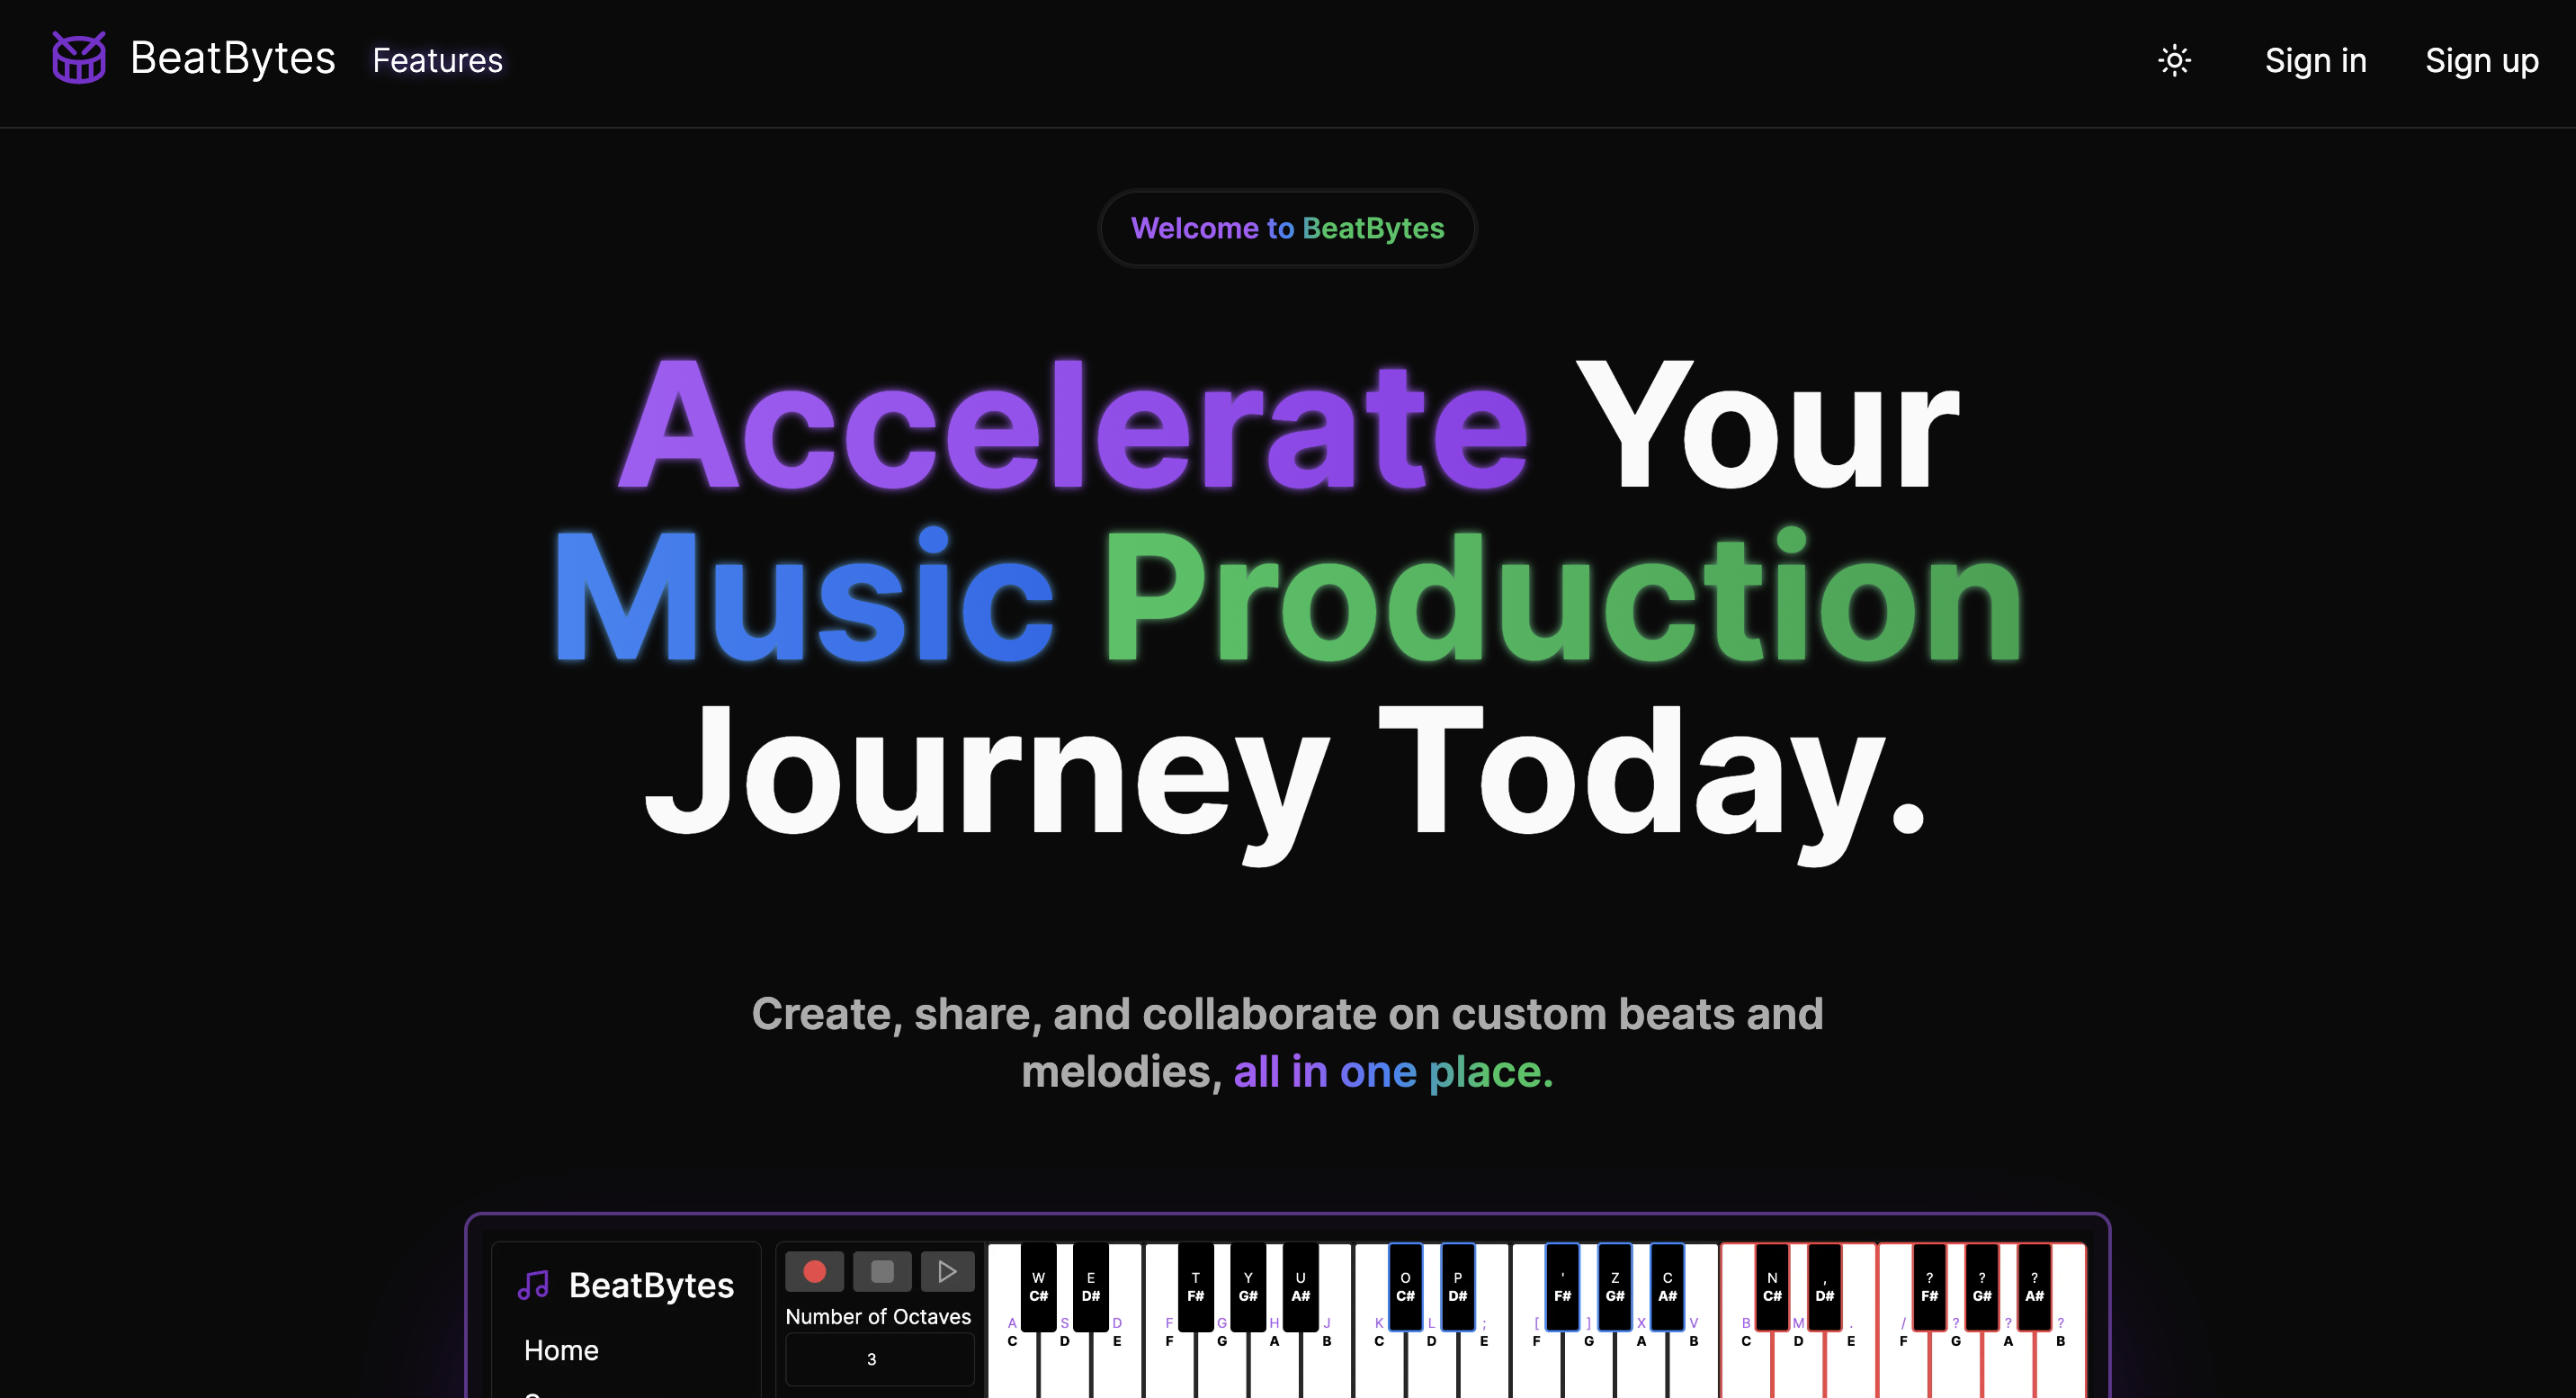 BeatBytes Features Sign in Sign up
Welcome to BeatBytes
Accelerate Your
Music Production
Journey Today.
Create, share, and collaborate on custom beats and
melodies, all in one place.
BeatBytes
Home
Number of Octaves
3
W E T Y U O P ' Z C N , ? ? ?
C# D# F# G# A# C# D# F# G# A# C# D# F# G# A#
A S D F G H J K L ; [ ] X V B M . / ? ? ?
C D E F G A B C D E F G A B C D E F G A B